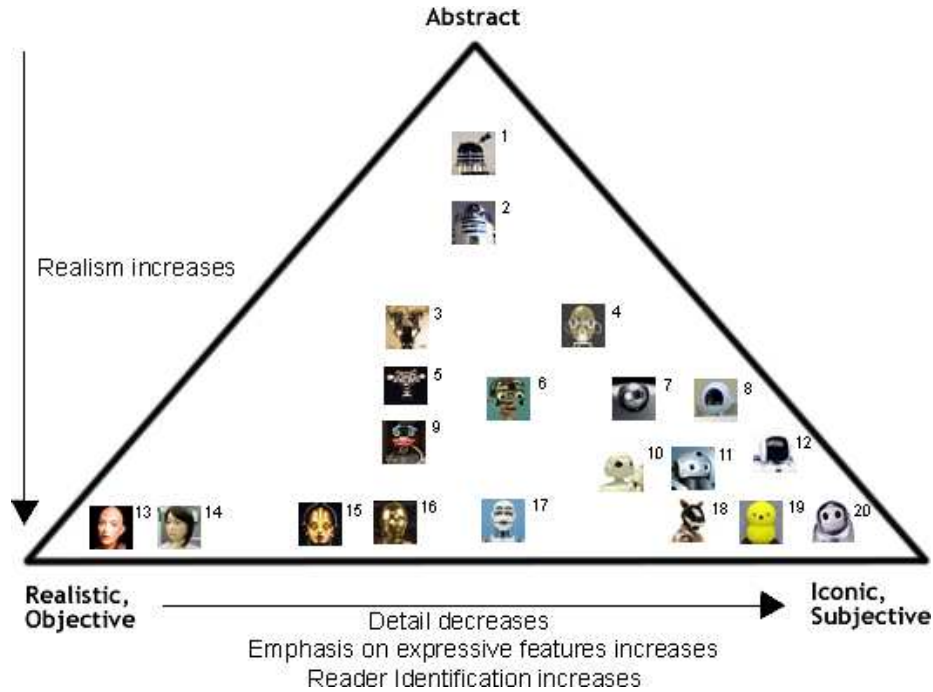 Abstract
1
2
Realism increases
3
4
5
6
7
8
9
10
11
12
13
14
15
16
17
18
19
20
Realistic,
Objective
Iconic,
Subjective
Detail decreases
Emphasis on expressive features increases
Reader Identification increases